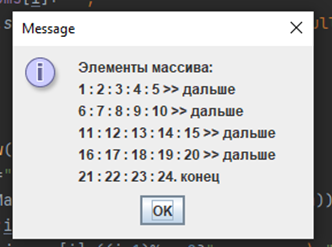 Message
Элементы массива:
1 : 2 : 3 : 4 : 5 >> дальше
6 : 7 : 8 : 9 : 10 >> дальше
11 : 12 : 13 : 14 : 15 >> дальше
16 : 17 : 18 : 19 : 20 >> дальше
21 : 22 : 23 : 24. конец
OK